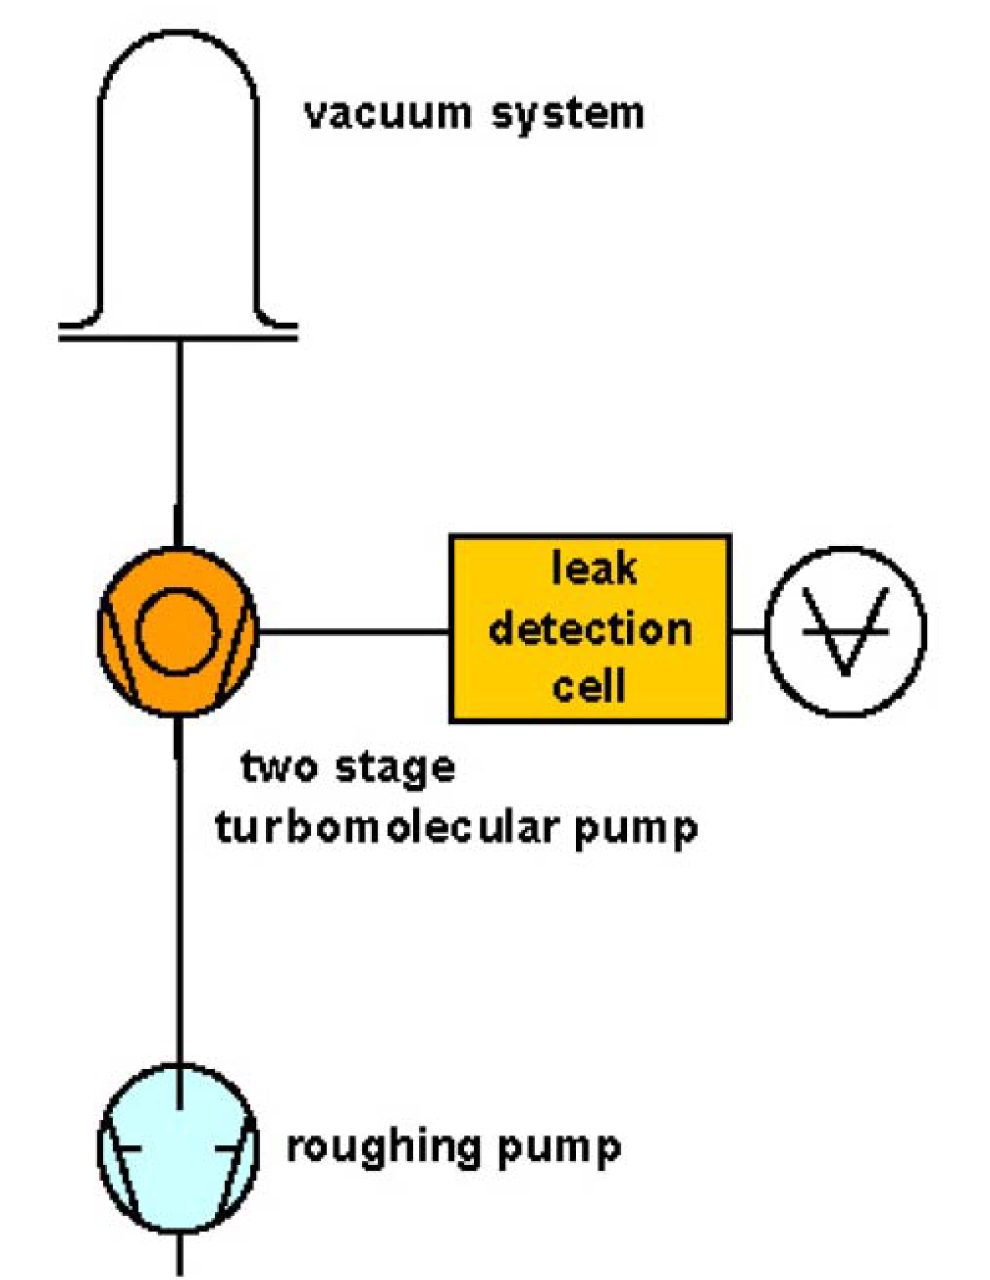 vacuum system
leak
detection
cell
two stage
turbomolecular pump
roughing pump